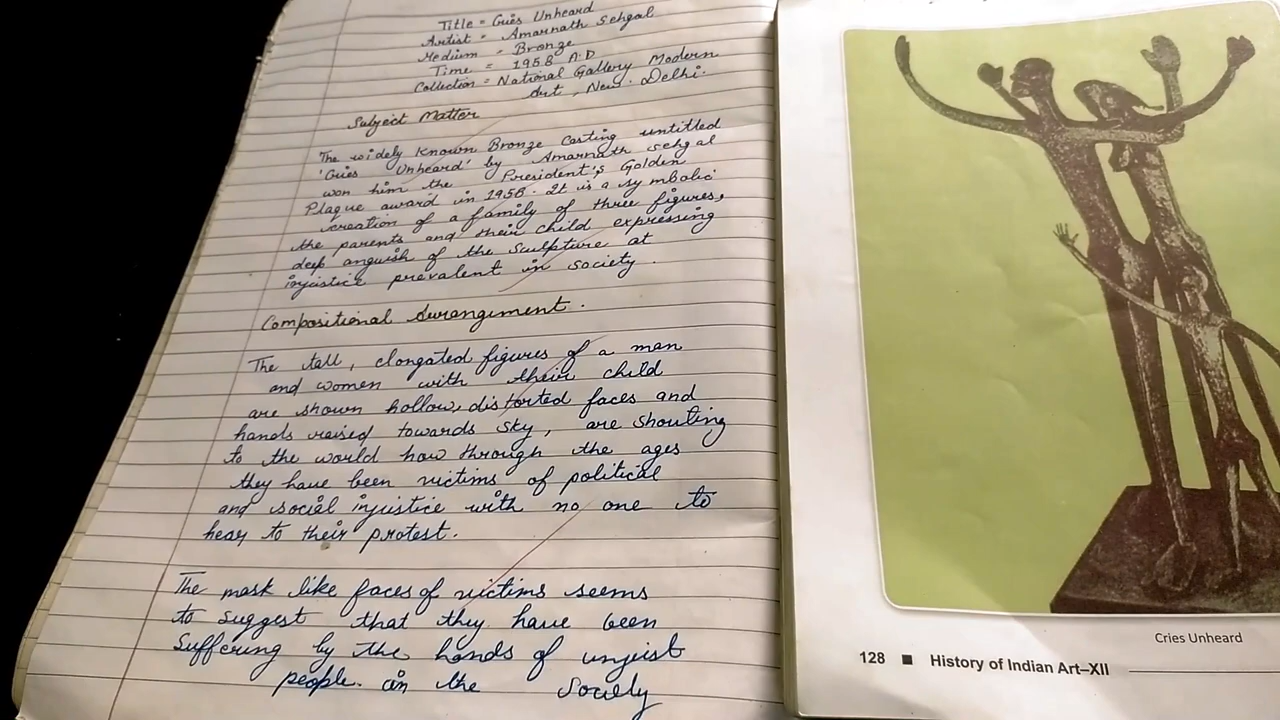 Title = Cries Unheard
Artist = Amarnath Sehgal
Medium = Bronze
Time = 1958 A.D
Collection = National Gallery Modern
Art, New Delhi.
Subject Matter
The widely known Bronze Casting untitled
'Cries Unheard' by Amarnath Sehgal
won him the President's Golden
Plaque award in 1958. It is a symbolic
creation of a family of three figures,
the parents and their child expressing
deep anguish of the sculpture at
injustice prevalent in society.
Compositional Arrangement.
The tall, elongated figures of a man
and women with their child
are shown hollow, distorted faces and
hands raised towards sky, are shouting
to the world how through the ages
they have been victims of political
and social injustice with no one to
hear to their protest.
The mask like faces of victims seems
to suggest that they have been
suffering by the hands of unjust
people in the society
Cries Unheard
128 ■ History of Indian Art–XII